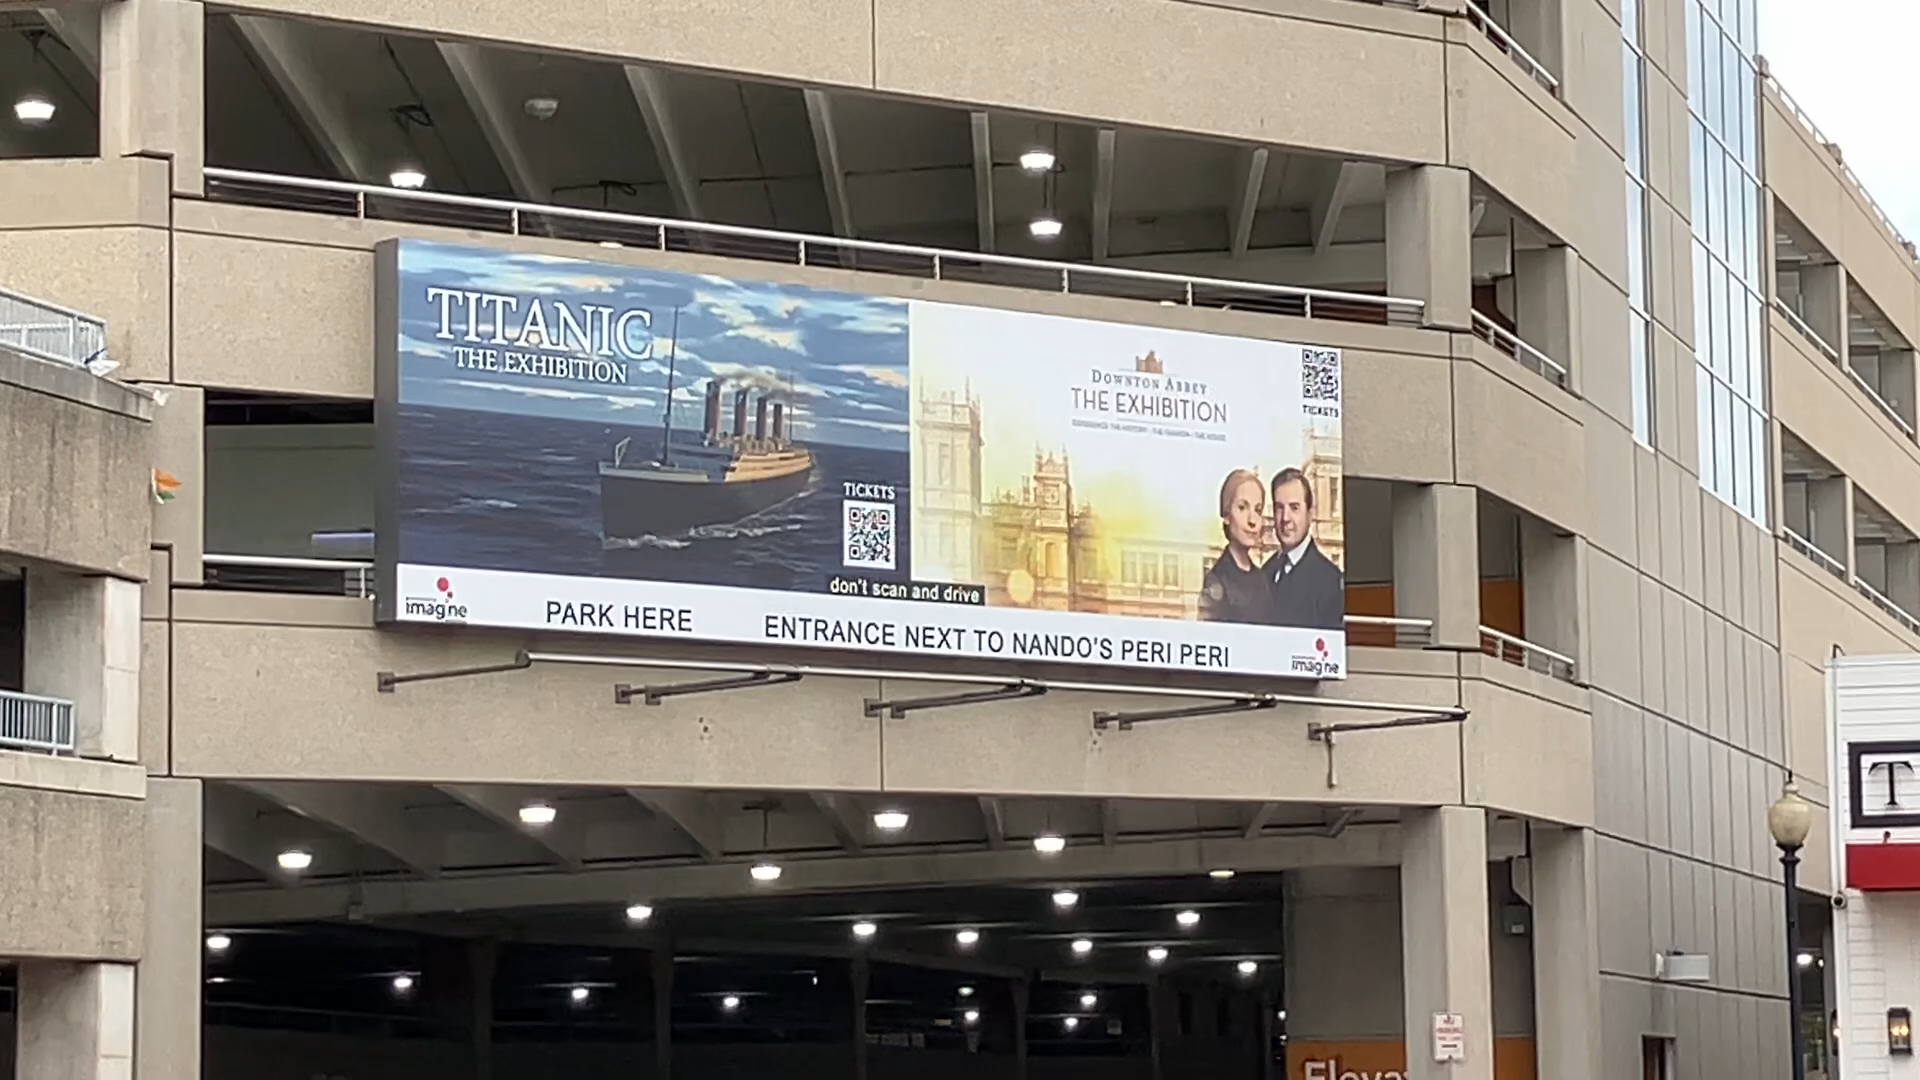 TITANIC
THE EXHIBITION
TICKETS
DOWNTON ABBEY
THE EXHIBITION
TICKETS
don't scan and drive
imagine
PARK HERE
ENTRANCE NEXT TO NANDO'S PERI PERI
imagine
T
Eleva